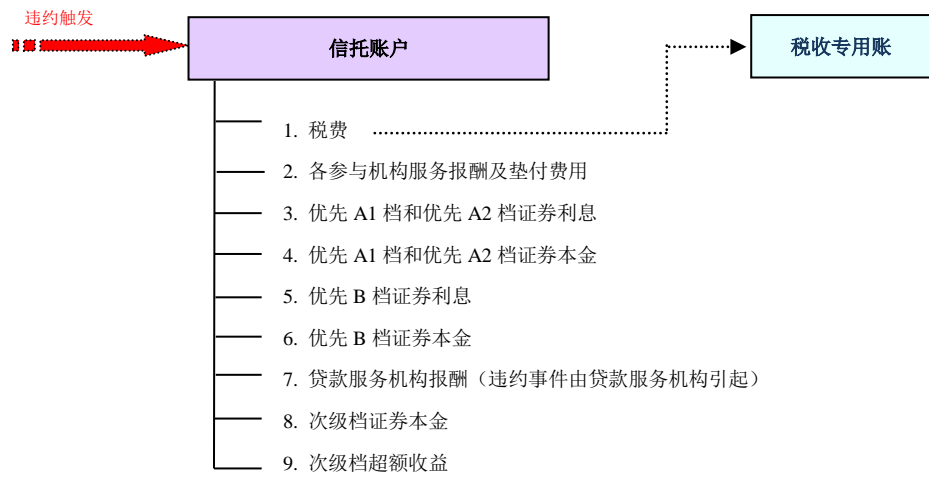 违约触发
信托账户
税收专用账
1. 税费
2. 各参与机构服务报酬及垫付费用
3. 优先 A1 档和优先 A2 档证券利息
4. 优先 A1 档和优先 A2 档证券本金
5. 优先 B 档证券利息
6. 优先 B 档证券本金
7. 贷款服务机构报酬（违约事件由贷款服务机构引起）
8. 次级档证券本金
9. 次级档超额收益